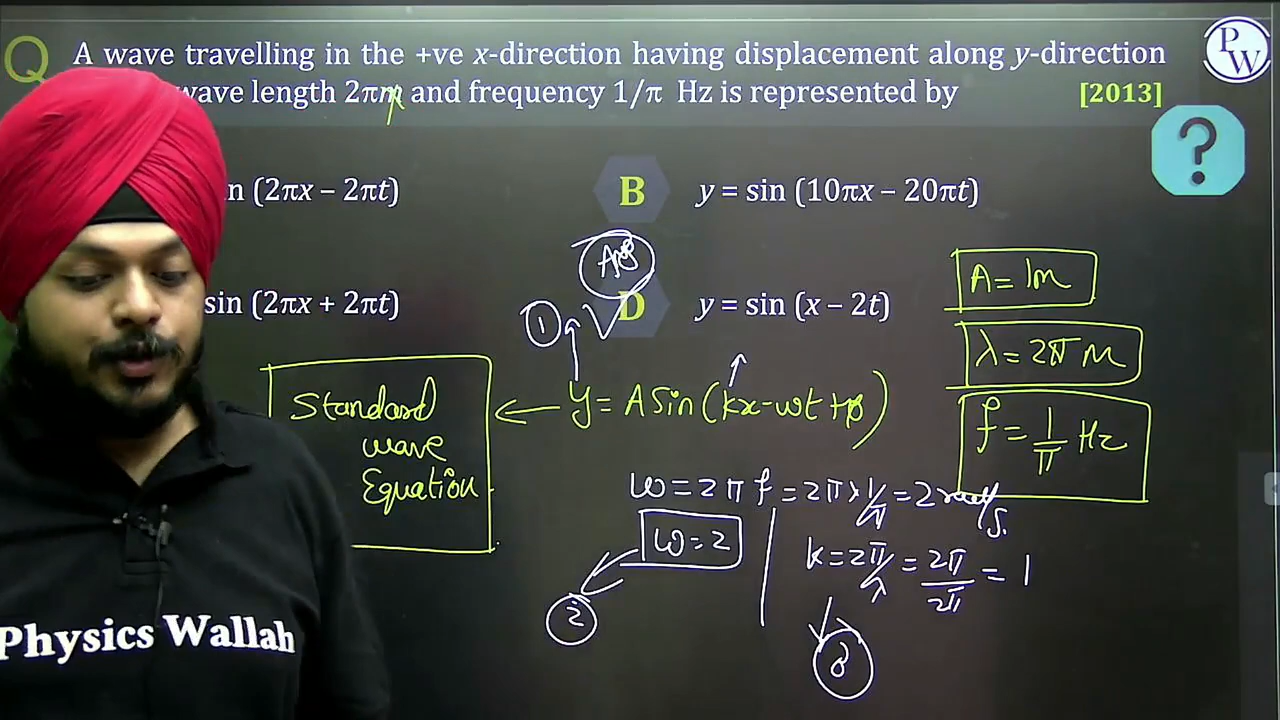 Q A wave travelling in the +ve x-direction having displacement along y-direction
wave length 2πm and frequency 1/π Hz is represented by [2013]
PW
?
n (2πx – 2πt)
B y = sin (10πx – 20πt)
Ans
sin (2πx + 2πt)
D y = sin (x – 2t)
①
A = 1m
λ = 2π m
f = 1/π Hz
Standard
wave
Equation
y = A sin (kx – ωt + φ)
ω = 2πf = 2π × 1/π = 2 rad/s.
ω = 2
k = 2π/λ = 2π/2π = 1
②
Physics Wallah